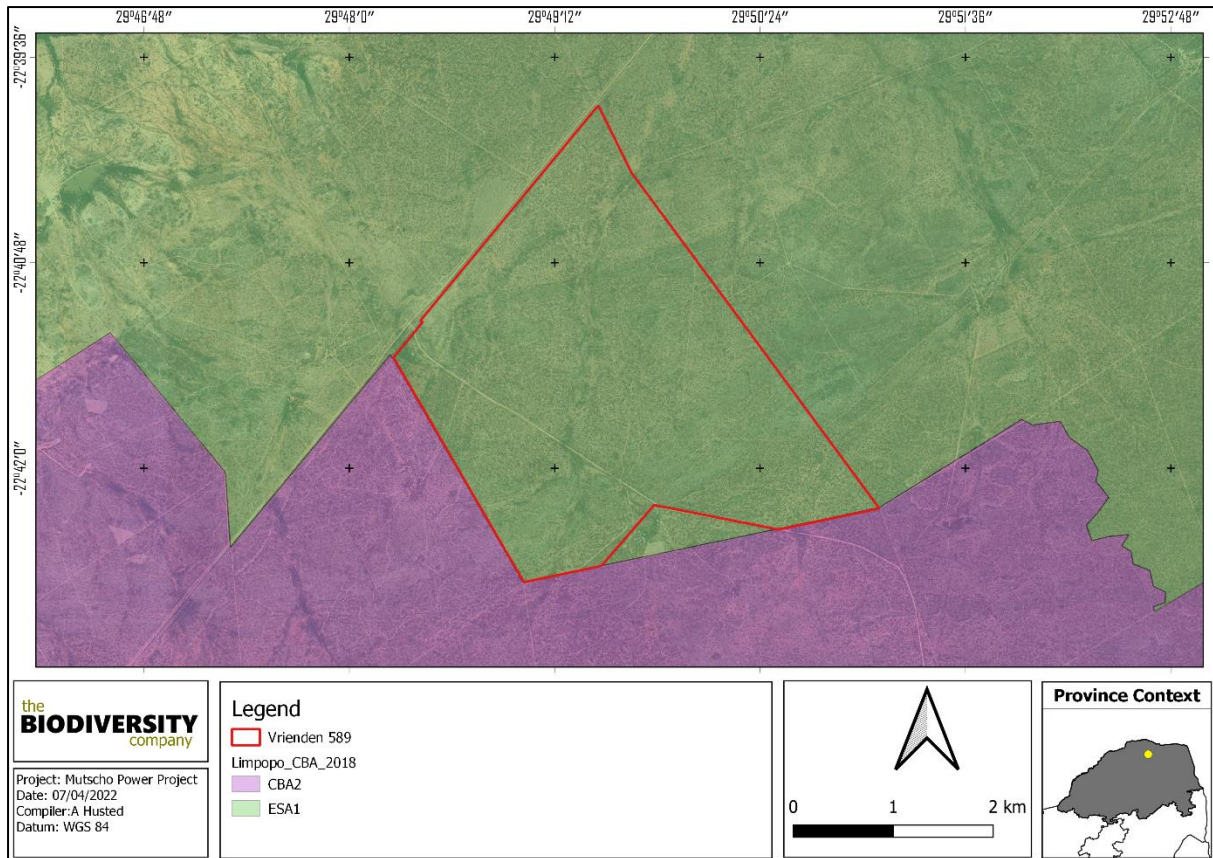 29°46'48" 29°48'0" 29°49'12" 29°50'24" 29°51'36" 29°52'48"
-22°39'36"
-22°40'48"
-22°42'0"
the
BIODIVERSITY
company
Project: Mutscho Power Project
Date: 07/04/2022
Compiler:A Husted
Datum: WGS 84
Legend
Vrienden 589
Limpopo_CBA_2018
CBA2
ESA1
0 1 2 km
Province Context